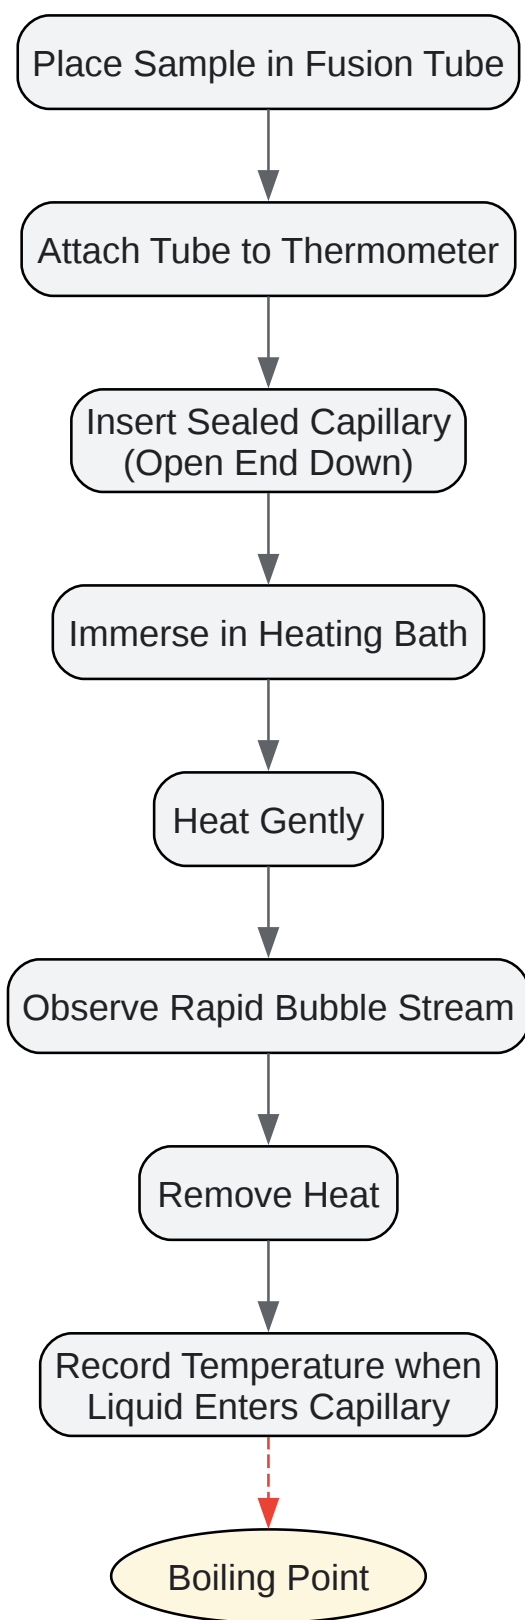 Place Sample in Fusion Tube
Attach Tube to Thermometer
Insert Sealed Capillary
(Open End Down)
Immerse in Heating Bath
Heat Gently
Observe Rapid Bubble Stream
Remove Heat
Record Temperature when
Liquid Enters Capillary
Boiling Point